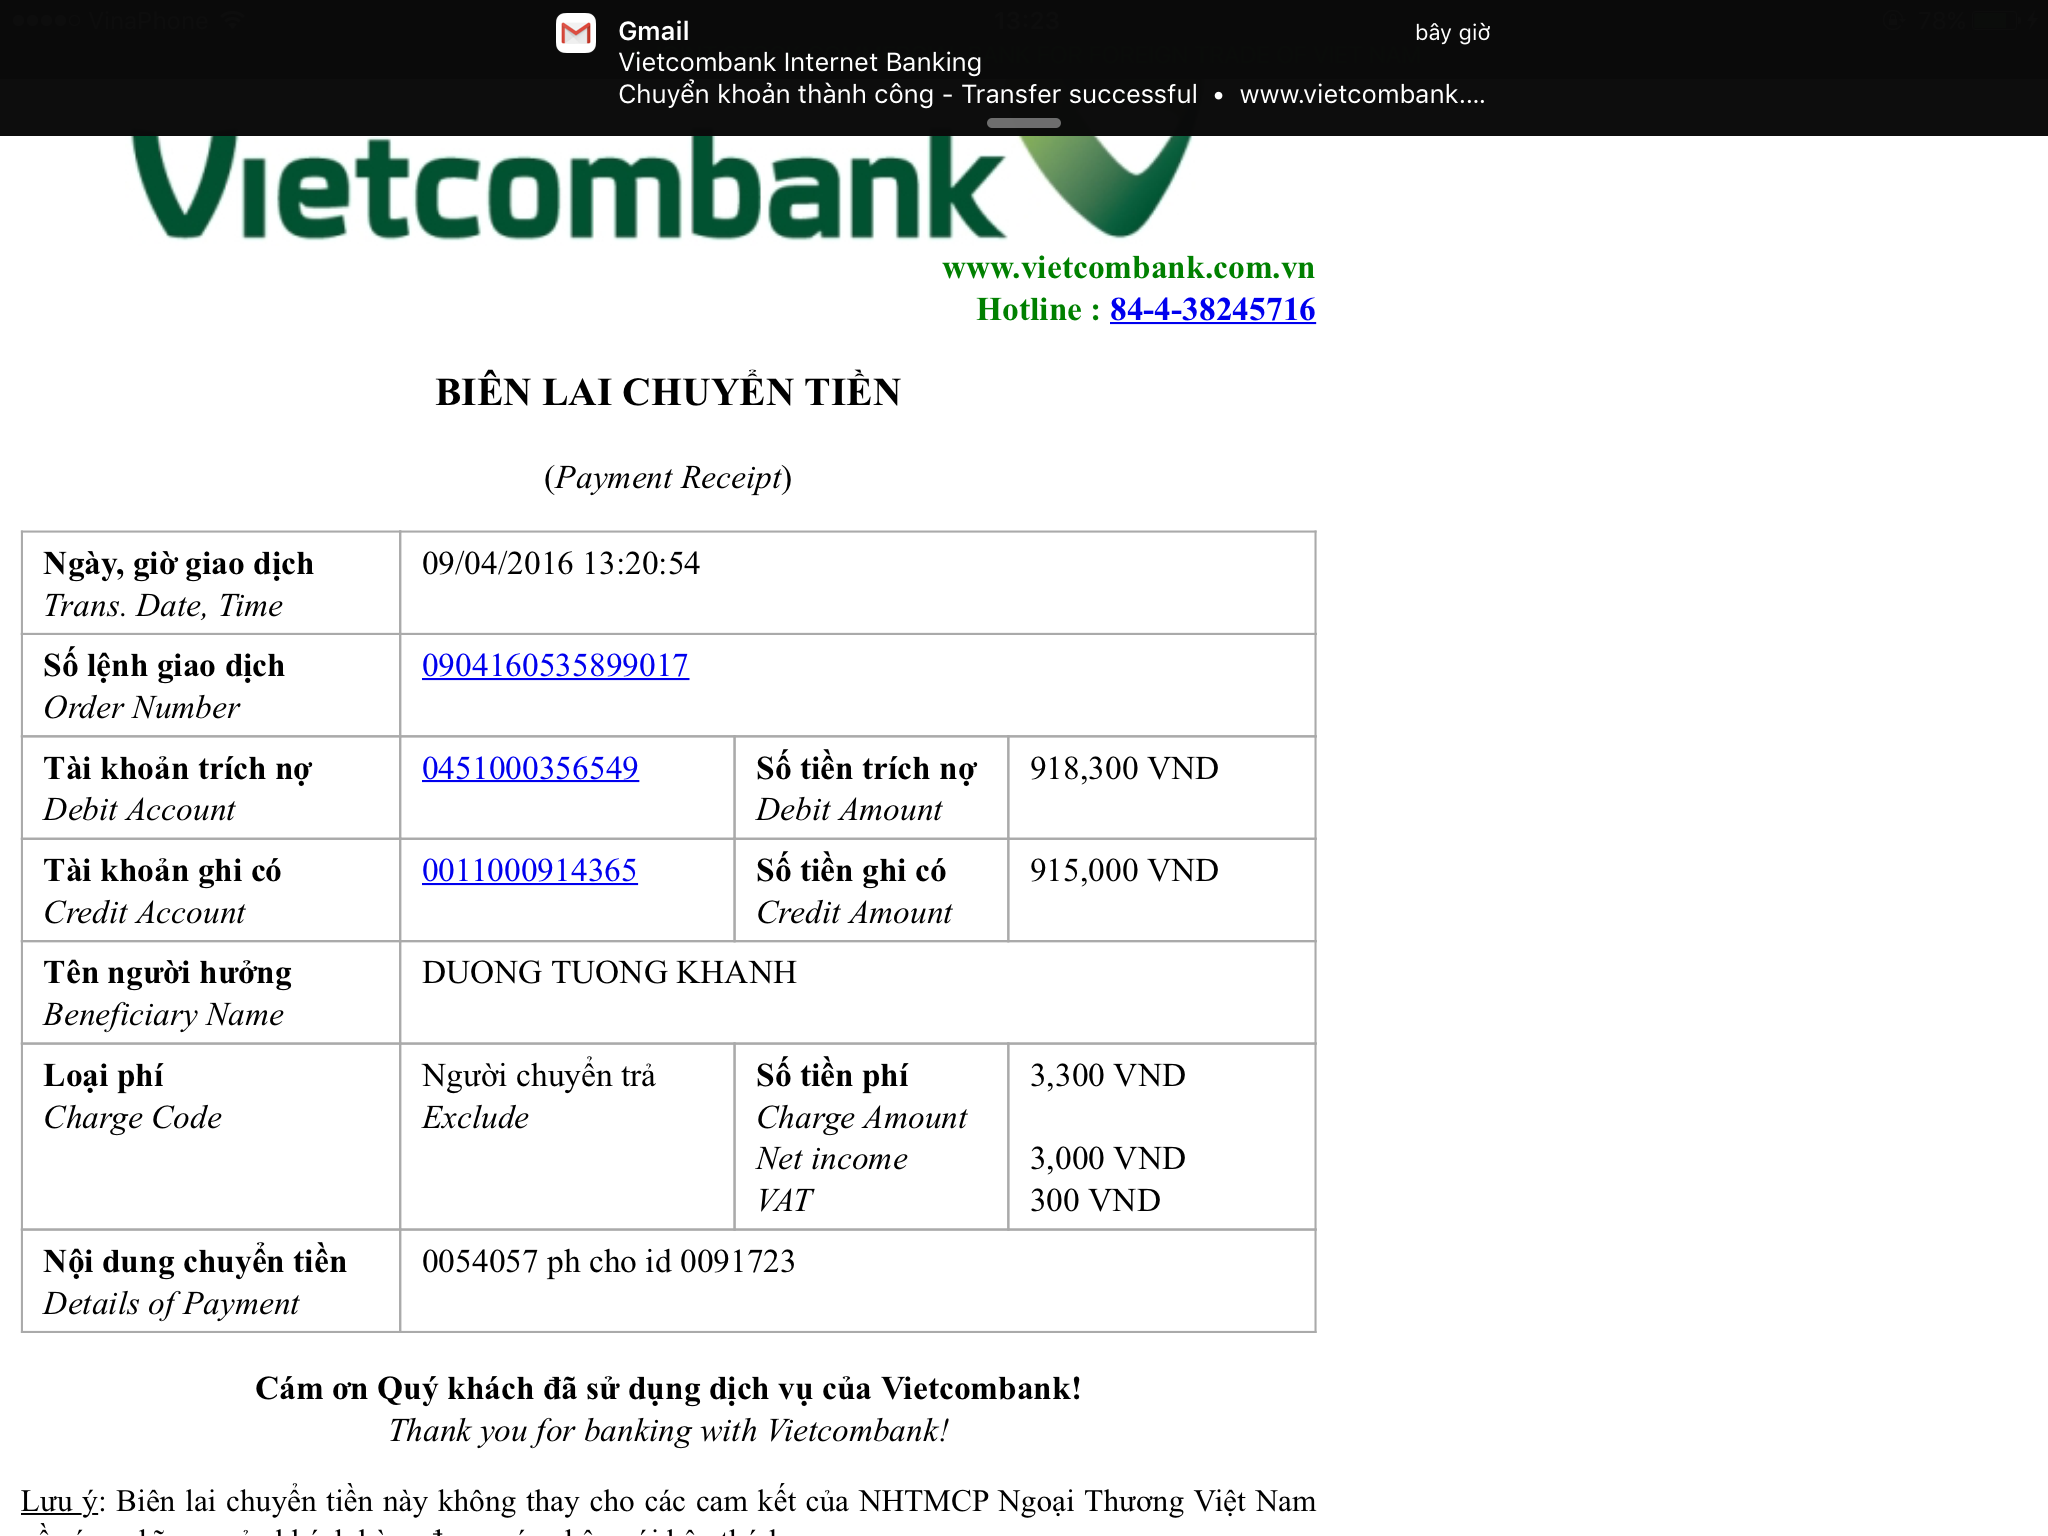 Gmail
bây giờ
Vietcombank Internet Banking
Chuyển khoản thành công - Transfer successful • www.vietcombank....
Vietcombank
www.vietcombank.com.vn
Hotline : 84-4-38245716
BIÊN LAI CHUYỂN TIỀN
(Payment Receipt)
Ngày, giờ giao dịch 09/04/2016 13:20:54
Trans. Date, Time
Số lệnh giao dịch 0904160535899017
Order Number
Tài khoản trích nợ 0451000356549 Số tiền trích nợ 918,300 VND
Debit Account Debit Amount
Tài khoản ghi có 0011000914365 Số tiền ghi có 915,000 VND
Credit Account Credit Amount
Tên người hưởng DUONG TUONG KHANH
Beneficiary Name
Loại phí Người chuyển trả Số tiền phí 3,300 VND
Charge Code Exclude Charge Amount
Net income 3,000 VND
VAT 300 VND
Nội dung chuyển tiền 0054057 ph cho id 0091723
Details of Payment
Cám ơn Quý khách đã sử dụng dịch vụ của Vietcombank!
Thank you for banking with Vietcombank!
Lưu ý: Biên lai chuyển tiền này không thay cho các cam kết của NHTMCP Ngoại Thương Việt Nam